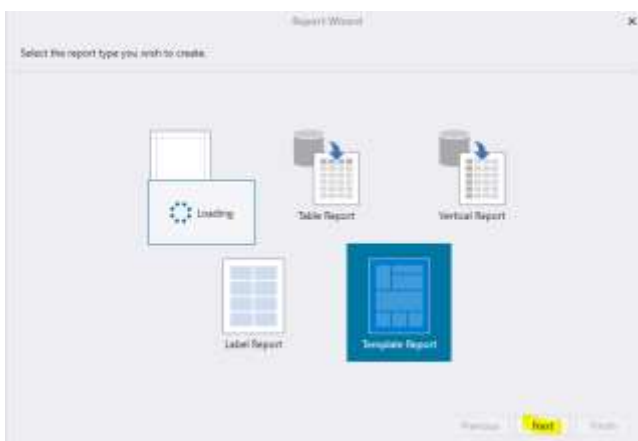 Report Wizard
Select the report type you wish to create.
Loading
Table Report
Vertical Report
Label Report
Template Report
Previous
Next
Finish